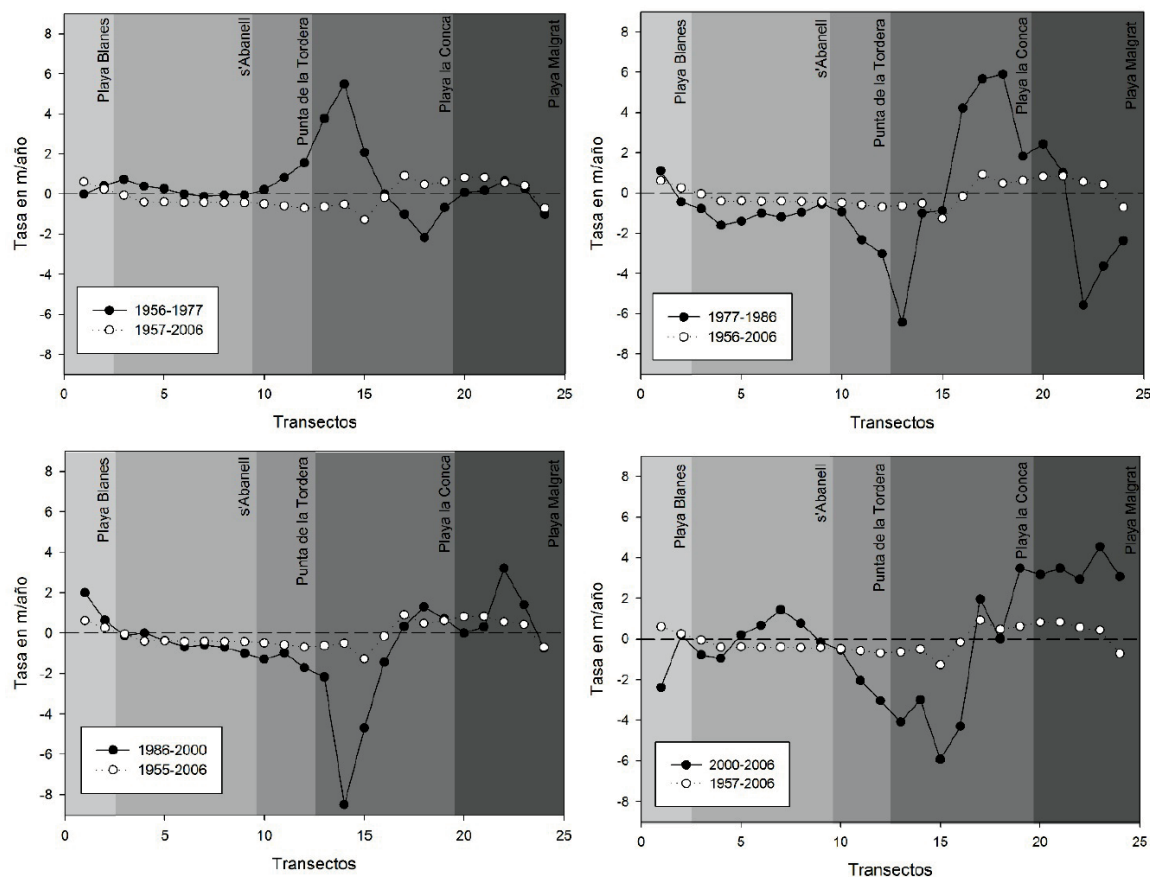 8
6
4
2
0
-2
-4
-6
-8
Tasa en m/año
Playa Blanes
s'Abanell
Punta de la Tordera
Playa la Conca
Playa Malgrat
1956-1977
1957-2006
0 5 10 15 20 25
Transectos
8
6
4
2
0
-2
-4
-6
-8
Tasa en m/año
Playa Blanes
s'Abanell
Punta de la Tordera
Playa la Conca
Playa Malgrat
1977-1986
1956-2006
0 5 10 15 20 25
Transectos
8
6
4
2
0
-2
-4
-6
-8
Tasa en m/año
Playa Blanes
s'Abanell
Punta de la Tordera
Playa la Conca
Playa Malgrat
1986-2000
1955-2006
0 5 10 15 20 25
Transectos
8
6
4
2
0
-2
-4
-6
-8
Tasa en m/año
Playa Blanes
s'Abanell
Punta de la Tordera
Playa la Conca
Playa Malgrat
2000-2006
1957-2006
0 5 10 15 20 25
Transectos